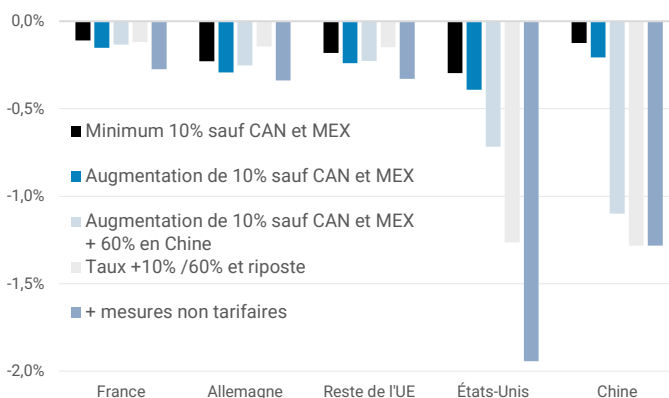 0,0%
-0,5%
-1,0%
-1,5%
-2,0%
Minimum 10% sauf CAN et MEX
Augmentation de 10% sauf CAN et MEX
Augmentation de 10% sauf CAN et MEX
+ 60% en Chine
Taux +10% /60% et riposte
+ mesures non tarifaires
France
Allemagne
Reste de l'UE
États-Unis
Chine